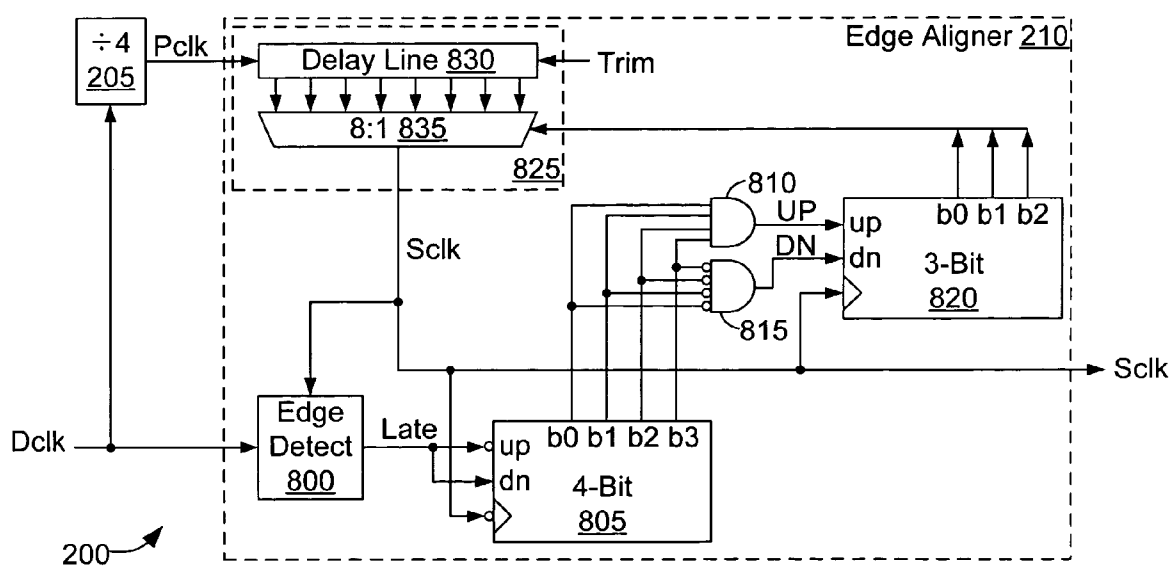 ÷4
205
Pclk
Delay Line 830
Trim
Edge Aligner 210
8:1 835
825
810
UP
DN
815
b0 b1 b2
up
dn
3-Bit
820
Sclk
Sclk
Dclk
Edge
Detect
800
Late
b0 b1 b2 b3
up
dn
4-Bit
805
200